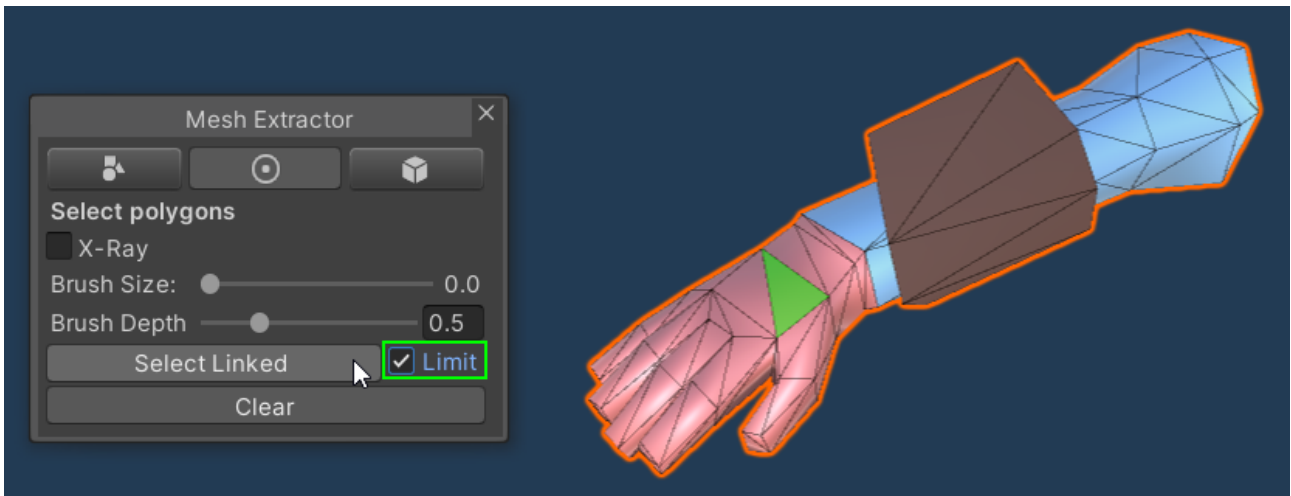 Mesh Extractor
Select polygons
X-Ray
Brush Size: 0.0
Brush Depth 0.5
Select Linked Limit
Clear